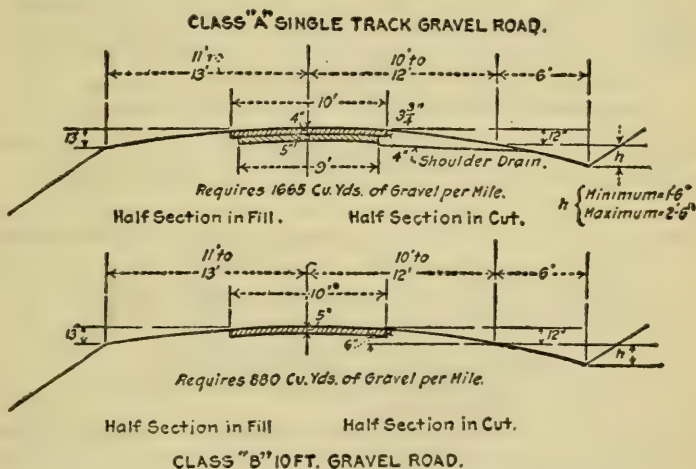 CLASS "A" SINGLE TRACK GRAVEL ROAD.
11' to
13'
10' to
12'
6'
10'
4"
3 3/4"
13"
12"
5"
9'
4"
Shoulder Drain.
h
Requires 1665 Cu. Yds. of Gravel per Mile.
h { Minimum = 1'-6"
Maximum = 2'-6"
Half Section in Fill.
Half Section in Cut.
11' to
13'
10' to
12'
6'
10'
5"
13"
12"
6"
h
Requires 880 Cu. Yds. of Gravel per Mile.
Half Section in Fill
Half Section in Cut.
CLASS "B" 10 FT. GRAVEL ROAD.